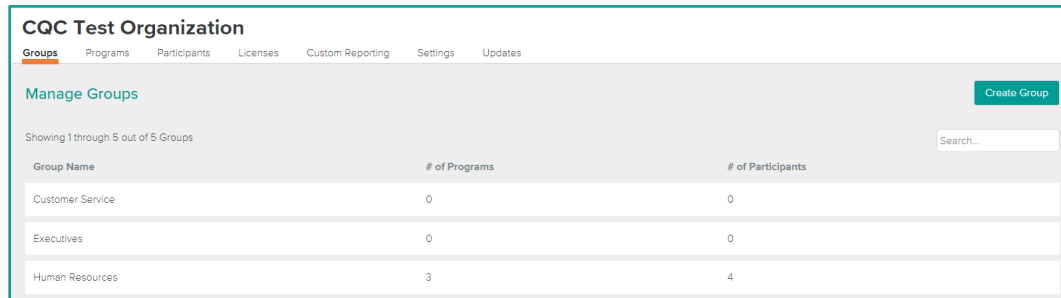 CQC Test Organization
Groups Programs Participants Licenses Custom Reporting Settings Updates
Manage Groups
Create Group
Showing 1 through 5 out of 5 Groups
Search...
Group Name # of Programs # of Participants
Customer Service 0 0
Executives 0 0
Human Resources 3 4